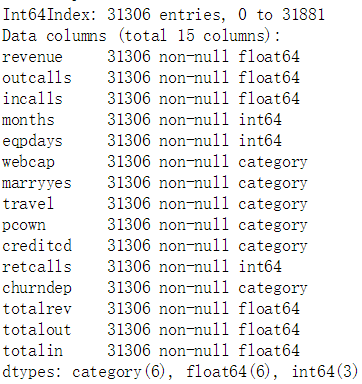 Int64Index: 31306 entries, 0 to 31881
Data columns (total 15 columns):
revenue     31306 non-null float64
outcalls    31306 non-null float64
incalls     31306 non-null float64
months      31306 non-null int64
eqpdays     31306 non-null int64
webcap      31306 non-null category
marryyes    31306 non-null category
travel      31306 non-null category
pcown       31306 non-null category
creditcd    31306 non-null category
retcalls    31306 non-null int64
churndep    31306 non-null category
totalrev    31306 non-null float64
totalout    31306 non-null float64
totalin     31306 non-null float64
dtypes: category(6), float64(6), int64(3)